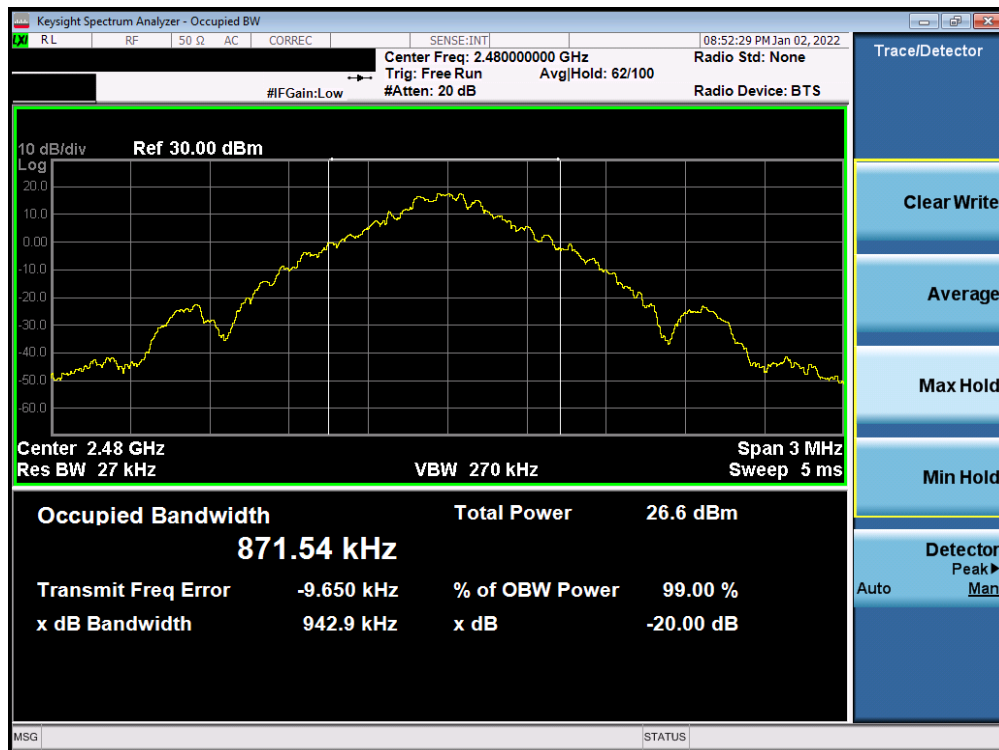 Keysight Spectrum Analyzer - Occupied BW
LXI RL RF 50 Ω AC CORREC SENSE:INT 08:52:29 PM Jan 02, 2022
Center Freq: 2.480000000 GHz Radio Std: None
Trig: Free Run Avg|Hold: 62/100
#IFGain:Low #Atten: 20 dB Radio Device: BTS
10 dB/div Ref 30.00 dBm
Log
20.0
10.0
0.00
-10.0
-20.0
-30.0
-40.0
-50.0
-60.0
Center 2.48 GHz Span 3 MHz
Res BW 27 kHz VBW 270 kHz Sweep 5 ms
Occupied Bandwidth Total Power 26.6 dBm
871.54 kHz
Transmit Freq Error -9.650 kHz % of OBW Power 99.00 %
x dB Bandwidth 942.9 kHz x dB -20.00 dB
MSG STATUS
Trace/Detector
Clear Write
Average
Max Hold
Min Hold
Detector
Peak▶
Auto Man